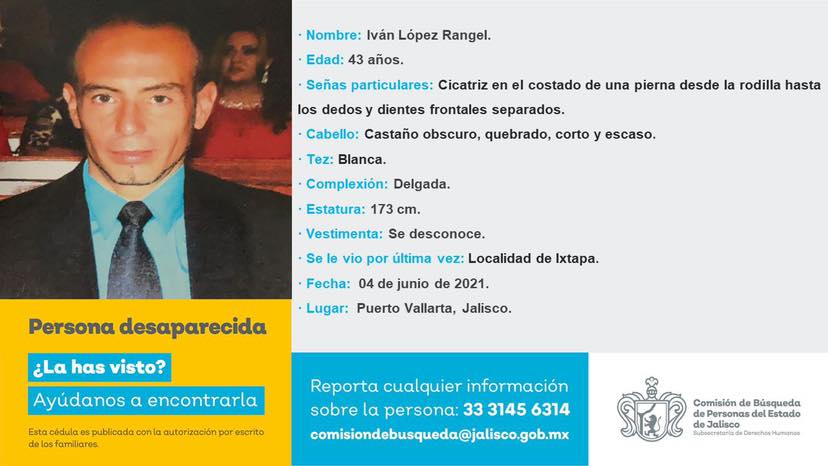 · Nombre: Iván López Rangel.
· Edad: 43 años.
· Señas particulares: Cicatriz en el costado de una pierna desde la rodilla hasta
los dedos y dientes frontales separados.
· Cabello: Castaño obscuro, quebrado, corto y escaso.
· Tez: Blanca.
· Complexión: Delgada.
· Estatura: 173 cm.
· Vestimenta: Se desconoce.
· Se le vio por última vez: Localidad de Ixtapa.
· Fecha: 04 de junio de 2021.
· Lugar: Puerto Vallarta, Jalisco.
Persona desaparecida
¿La has visto?
Ayúdanos a encontrarla
Esta cédula es publicada con la autorización por escrito
de los familiares.
Reporta cualquier información
sobre la persona: 33 3145 6314
comisiondebusqueda@jalisco.gob.mx
Comisión de Búsqueda
de Personas del Estado
de Jalisco
Subsecretaría de Derechos Humanos